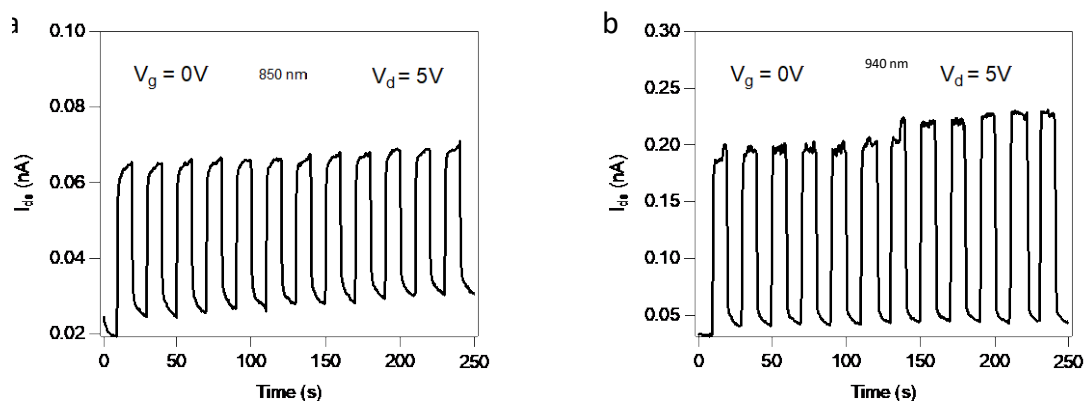 a
V_g = 0V 850 nm V_d = 5V
I_ds (nA)
0.10
0.08
0.06
0.04
0.02
0 50 100 150 200 250
Time (s)
b
V_g = 0V 940 nm V_d = 5V
I_ds (nA)
0.30
0.25
0.20
0.15
0.10
0.05
0 50 100 150 200 250
Time (s)